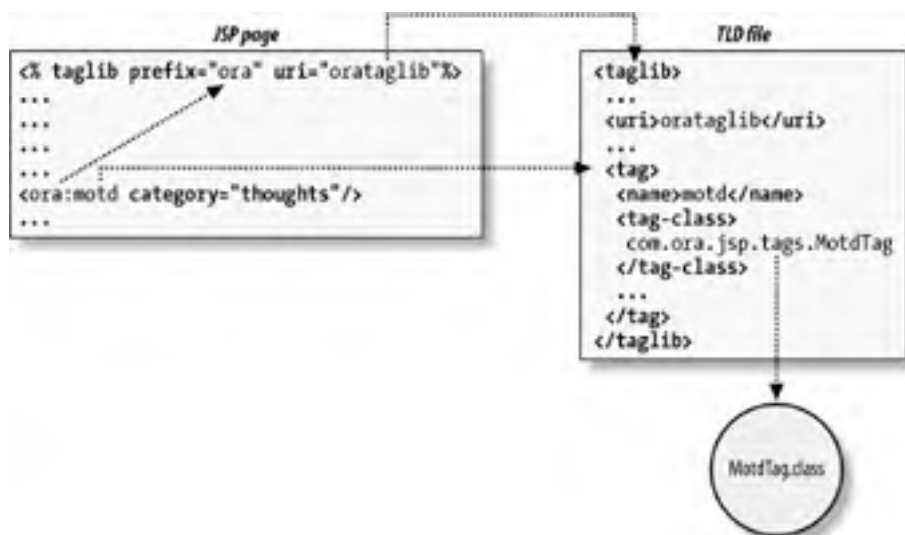 JSP page
<% taglib prefix="ora" uri="orataglib"%>
...
...
...
...
<ora:motd category="thoughts"/>
...
TLD file
<taglib>
...
<uri>orataglib</uri>
...
<tag>
<name>motd</name>
<tag-class>
com.ora.jsp.tags.MotdTag
</tag-class>
...
</tag>
</taglib>
MotdTag.class